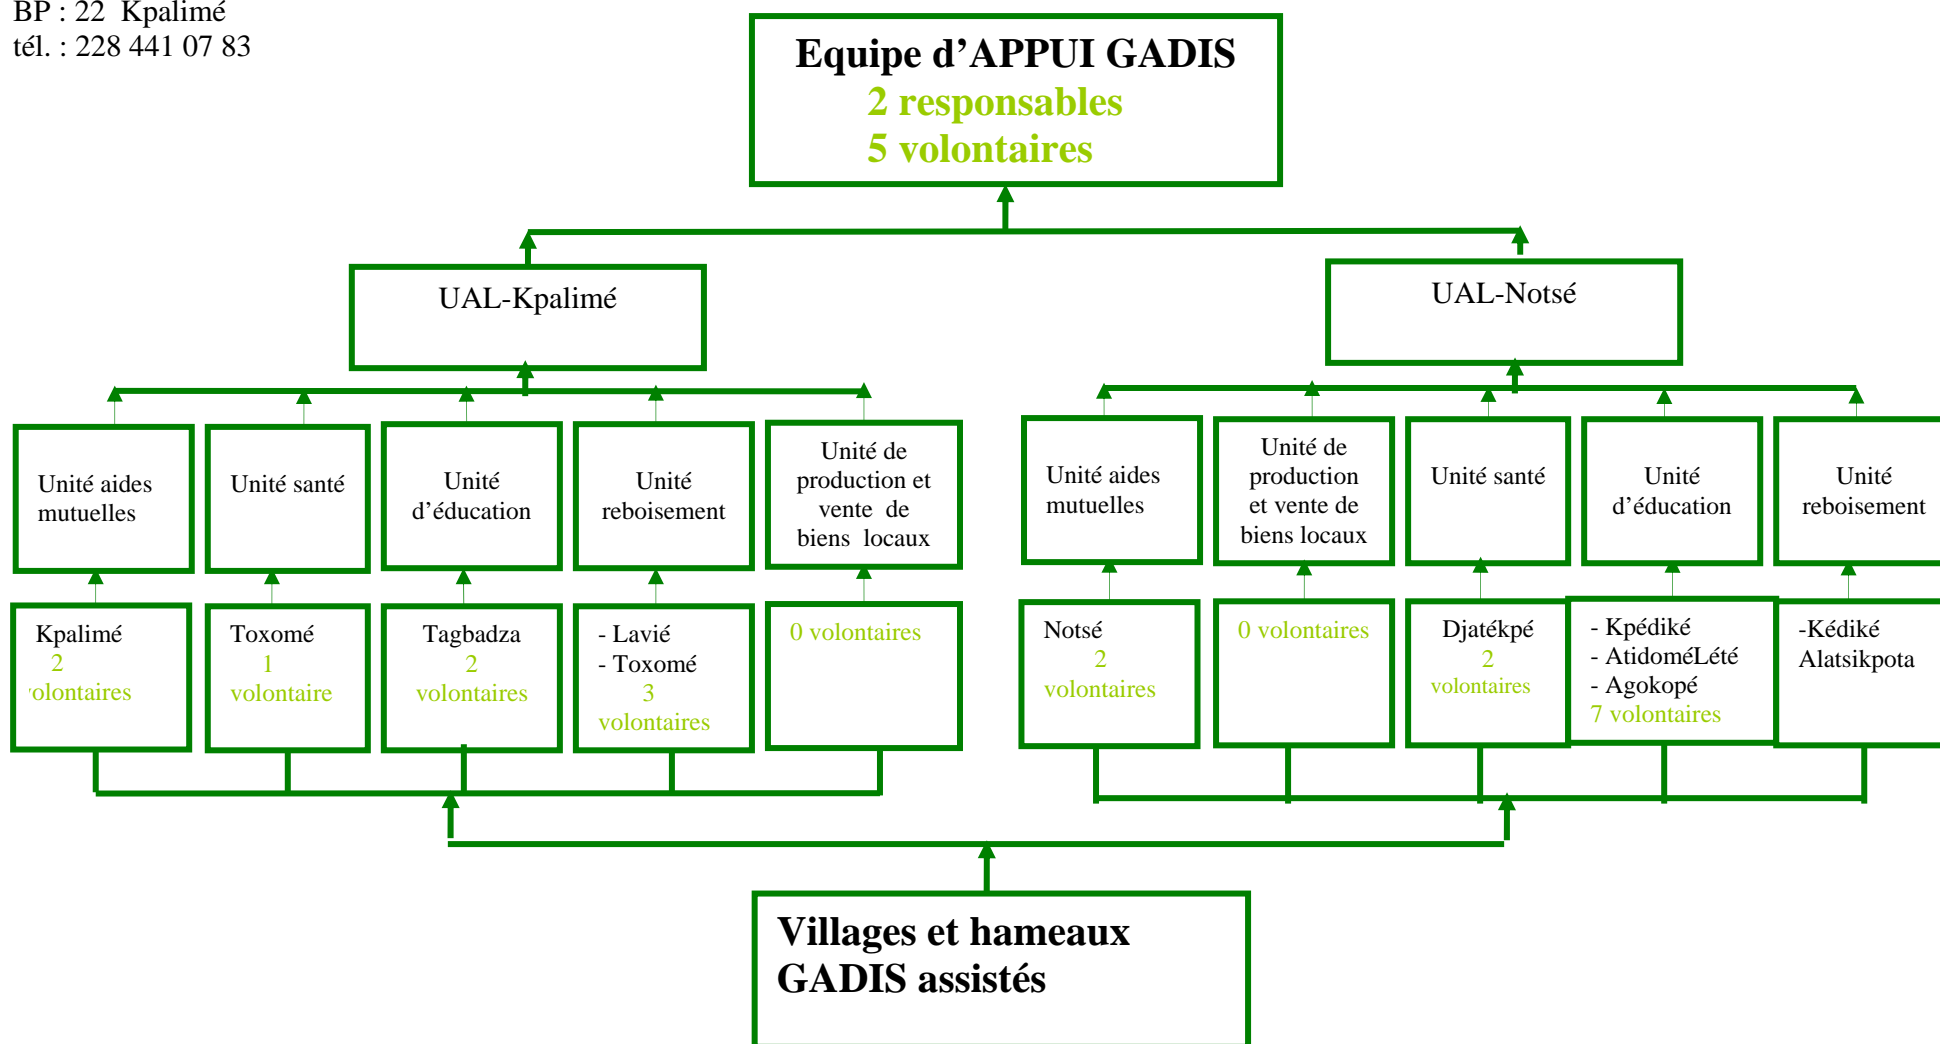 BP : 22 Kpalimé
tél. : 228 441 07 83
Equipe d’APPUI GADIS
2 responsables
5 volontaires
UAL-Kpalimé
UAL-Notsé
Unité aides
mutuelles
Unité santé
Unité
d’éducation
Unité
reboisement
Unité de
production et
vente de
biens locaux
Unité aides
mutuelles
Unité de
production
et vente de
biens locaux
Unité santé
Unité
d’éducation
Unité
reboisement
Kpalimé
2
volontaires
Toxomé
1
volontaire
Tagbadza
2
volontaires
- Lavié
- Toxomé
3
volontaires
0 volontaires
Notsé
2
volontaires
0 volontaires
Djatékpé
2
volontaires
- Kpédiké
- AtidoméLété
- Agokopé
7 volontaires
-Kédiké
Alatsikpota
Villages et hameaux
GADIS assistés